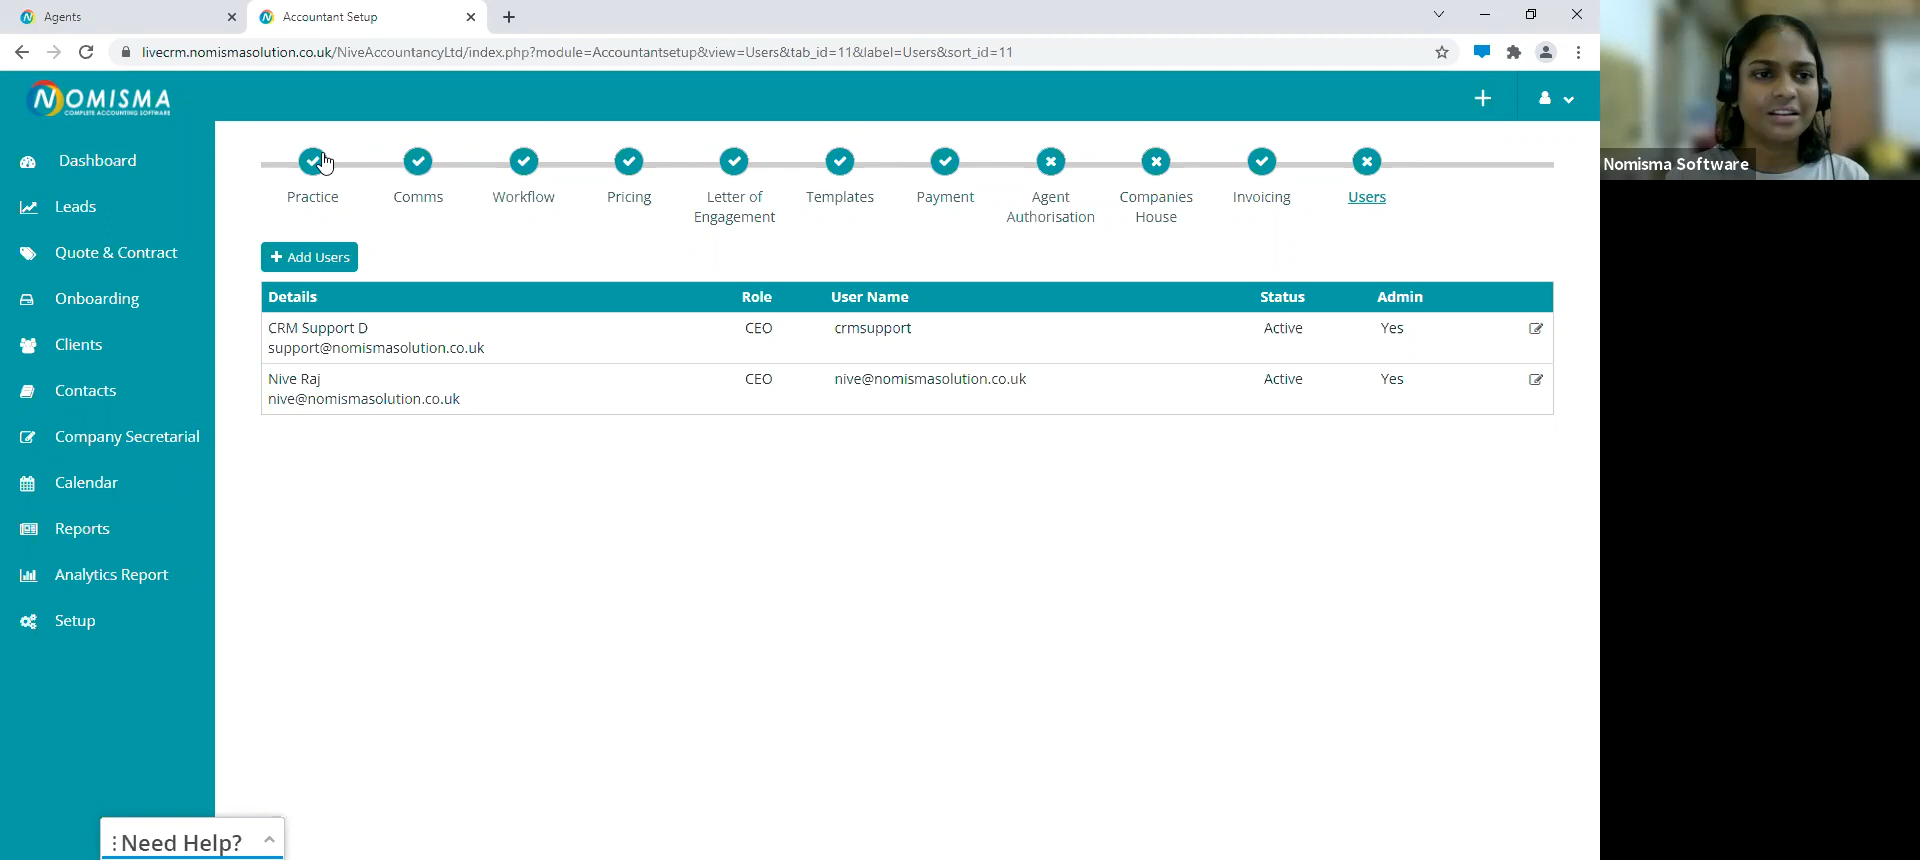 Agents
Accountant Setup
livecrm.nomismasolution.co.uk/NiveAccountancyLtd/index.php?module=Accountantsetup&view=Users&tab_id=11&label=Users&sort_id=11
NOMISMA
COMPLETE ACCOUNTING SOFTWARE
Dashboard
Leads
Quote & Contract
Onboarding
Clients
Contacts
Company Secretarial
Calendar
Reports
Analytics Report
Setup
Practice
Comms
Workflow
Pricing
Letter of
Engagement
Templates
Payment
Agent
Authorisation
Companies
House
Invoicing
Users
+ Add Users
Details Role User Name Status Admin
CRM Support D CEO crmsupport Active Yes
support@nomismasolution.co.uk
Nive Raj CEO nive@nomismasolution.co.uk Active Yes
nive@nomismasolution.co.uk
Need Help?
Nomisma Software